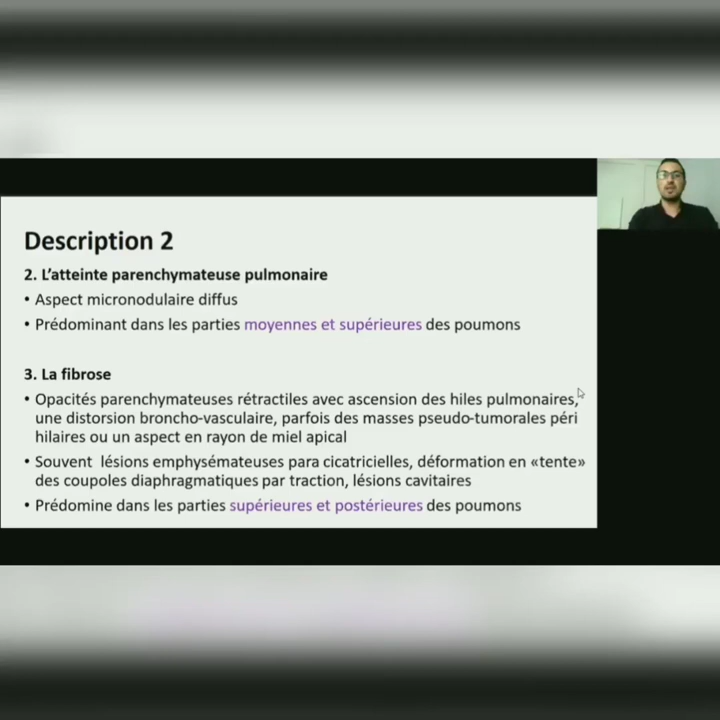 Description 2
2. L'atteinte parenchymateuse pulmonaire
• Aspect micronodulaire diffus
• Prédominant dans les parties moyennes et supérieures des poumons
3. La fibrose
• Opacités parenchymateuses rétractiles avec ascension des hiles pulmonaires,
une distorsion broncho-vasculaire, parfois des masses pseudo-tumorales péri
hilaires ou un aspect en rayon de miel apical
• Souvent lésions emphysémateuses para cicatricielles, déformation en «tente»
des coupoles diaphragmatiques par traction, lésions cavitaires
• Prédomine dans les parties supérieures et postérieures des poumons